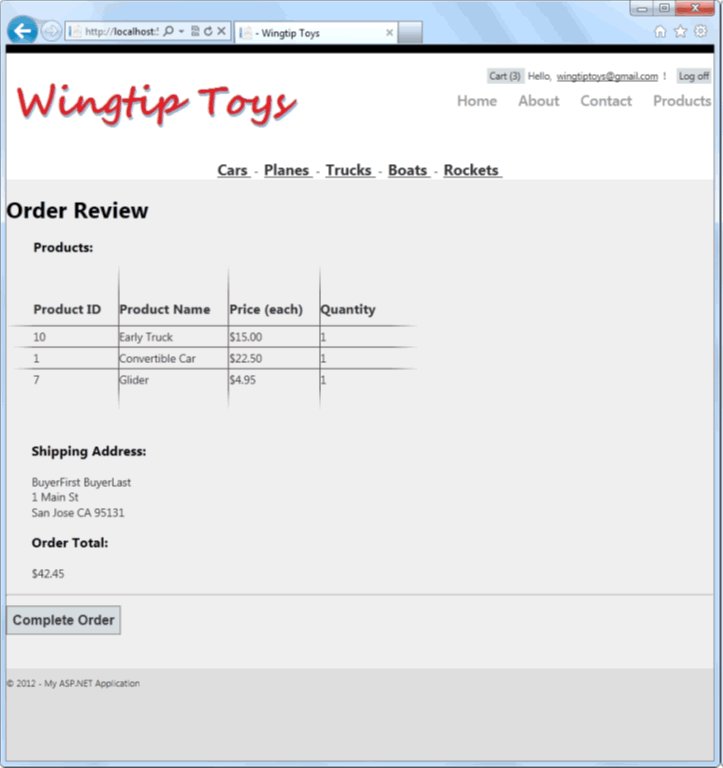 http://localhost:!
- Wingtip Toys
Cart (3) Hello, wingtiptoys@gmail.com ! Log off
Wingtip Toys
Home About Contact Products
Cars - Planes - Trucks - Boats - Rockets
Order Review
Products:
Product ID Product Name Price (each) Quantity
10 Early Truck $15.00 1
1 Convertible Car $22.50 1
7 Glider $4.95 1
Shipping Address:
BuyerFirst BuyerLast
1 Main St
San Jose CA 95131
Order Total:
$42.45
Complete Order
© 2012 - My ASP.NET Application